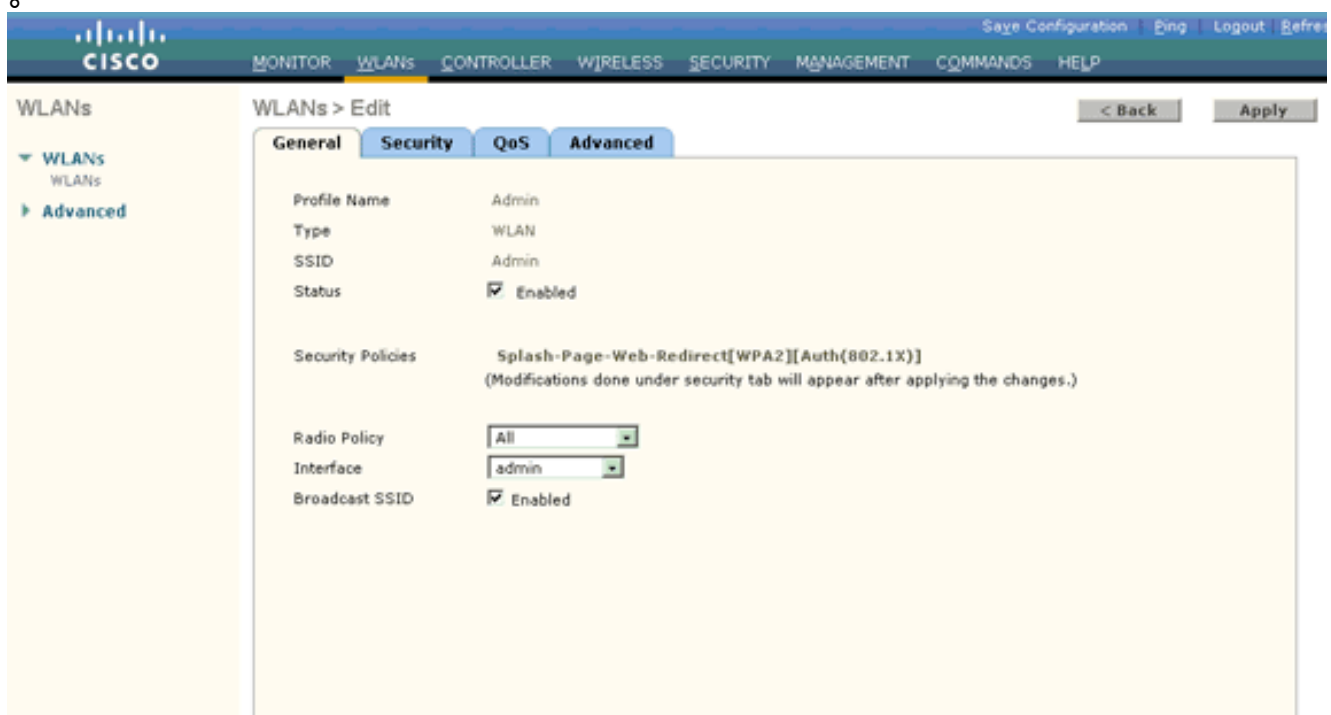 。
Save Configuration | Ping | Logout | Refres
CISCO
MONITOR WLANs CONTROLLER WIRELESS SECURITY MANAGEMENT COMMANDS HELP
WLANs
WLANs > Edit
< Back Apply
General Security QoS Advanced
WLANs
WLANs
Advanced
Profile Name Admin
Type WLAN
SSID Admin
Status Enabled
Security Policies Splash-Page-Web-Redirect[WPA2][Auth(802.1X)]
(Modifications done under security tab will appear after applying the changes.)
Radio Policy All
Interface admin
Broadcast SSID Enabled